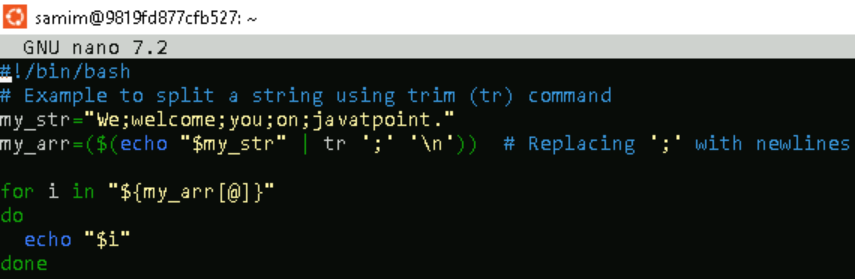 samim@9819fd877cfb527: ~
GNU nano 7.2
#!/bin/bash
# Example to split a string using trim (tr) command
my_str="We;welcome;you;on;javatpoint."
my_arr=($(echo "$my_str" | tr ';' '\n'))  # Replacing ';' with newlines
for i in "${my_arr[@]}"
do
  echo "$i"
done